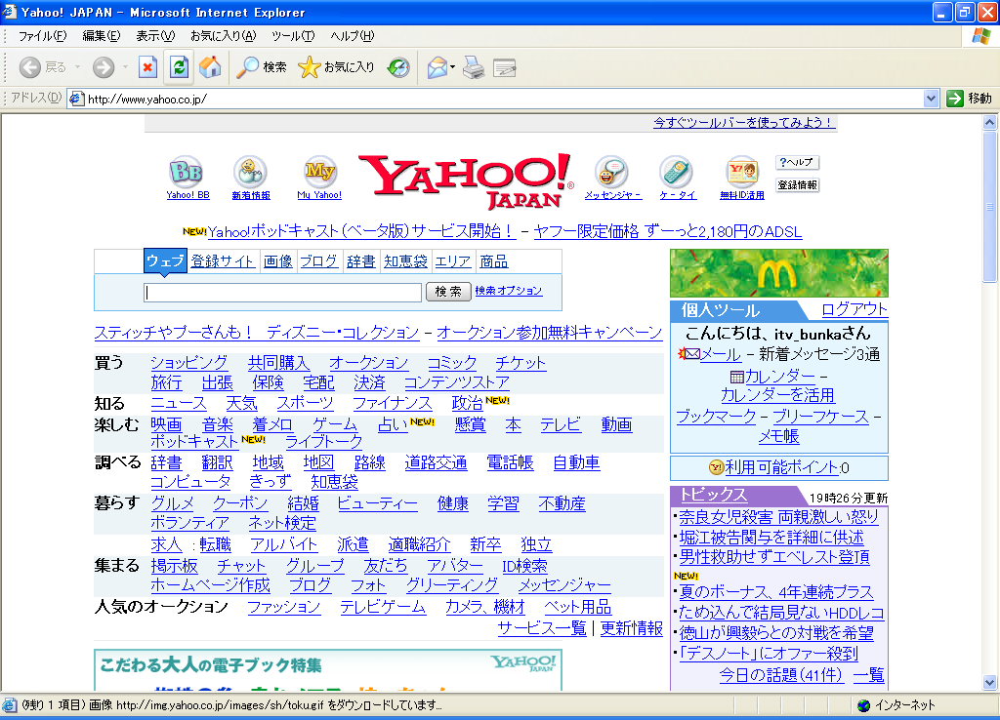 Yahoo! JAPAN - Microsoft Internet Explorer
ファイル(F) 編集(E) 表示(V) お気に入り(A) ツール(T) ヘルプ(H)
戻る 検索 お気に入り
アドレス(D) http://www.yahoo.co.jp/ 移動
今すぐツールバーを使ってみよう!
BB My ?ヘルプ
YAHOO! JAPAN ®
登録情報
Yahoo! BB 新着情報 My Yahoo! メッセンジャー ケータイ 無料ID活用
NEW! Yahoo!ポッドキャスト(ベータ版)サービス開始! - ヤフー限定価格 ずーっと2,180円のADSL
ウェブ 登録サイト 画像 ブログ 辞書 知恵袋 エリア 商品
検索 検索オプション
スティッチやプーさんも! ディズニー・コレクション - オークション参加無料キャンペーン
買う ショッピング 共同購入 オークション コミック チケット
旅行 出張 保険 宅配 決済 コンテンツストア
知る ニュース 天気 スポーツ ファイナンス 政治 NEW!
楽しむ 映画 音楽 着メロ ゲーム 占い NEW! 懸賞 本 テレビ 動画
ポッドキャスト NEW! ライブトーク
調べる 辞書 翻訳 地域 地図 路線 道路交通 電話帳 自動車
コンピュータ きっず 知恵袋
暮らす グルメ クーポン 結婚 ビューティー 健康 学習 不動産
ボランティア ネット検定
求人 : 転職 アルバイト 派遣 適職紹介 新卒 独立
集まる 掲示板 チャット グループ 友だち アバター ID検索
ホームページ作成 ブログ フォト グリーティング メッセンジャー
人気のオークション ファッション テレビゲーム カメラ、機材 ペット用品
サービス一覧 | 更新情報
こだわる大人の電子ブック特集 YAHOO! JAPAN
個人ツール ログアウト
こんにちは、itv_bunkaさん
メール - 新着メッセージ3通
カレンダー -
カレンダーを活用
ブックマーク - ブリーフケース -
メモ帳
利用可能ポイント:0
トピックス 19時26分更新
・奈良女児殺害 両親激しい怒り
・堀江被告関与を詳細に供述
・男性救助せずエベレスト登頂
NEW!
・夏のボーナス、4年連続プラス
・ため込んで結局見ないHDDレコ
・徳山が興毅らとの対戦を希望
・「デスノート」にオファー殺到
今日の話題(41件) 一覧
(残り 1 項目) 画像 http://img.yahoo.co.jp/images/sh/toku.gif をダウンロードしています... インターネット